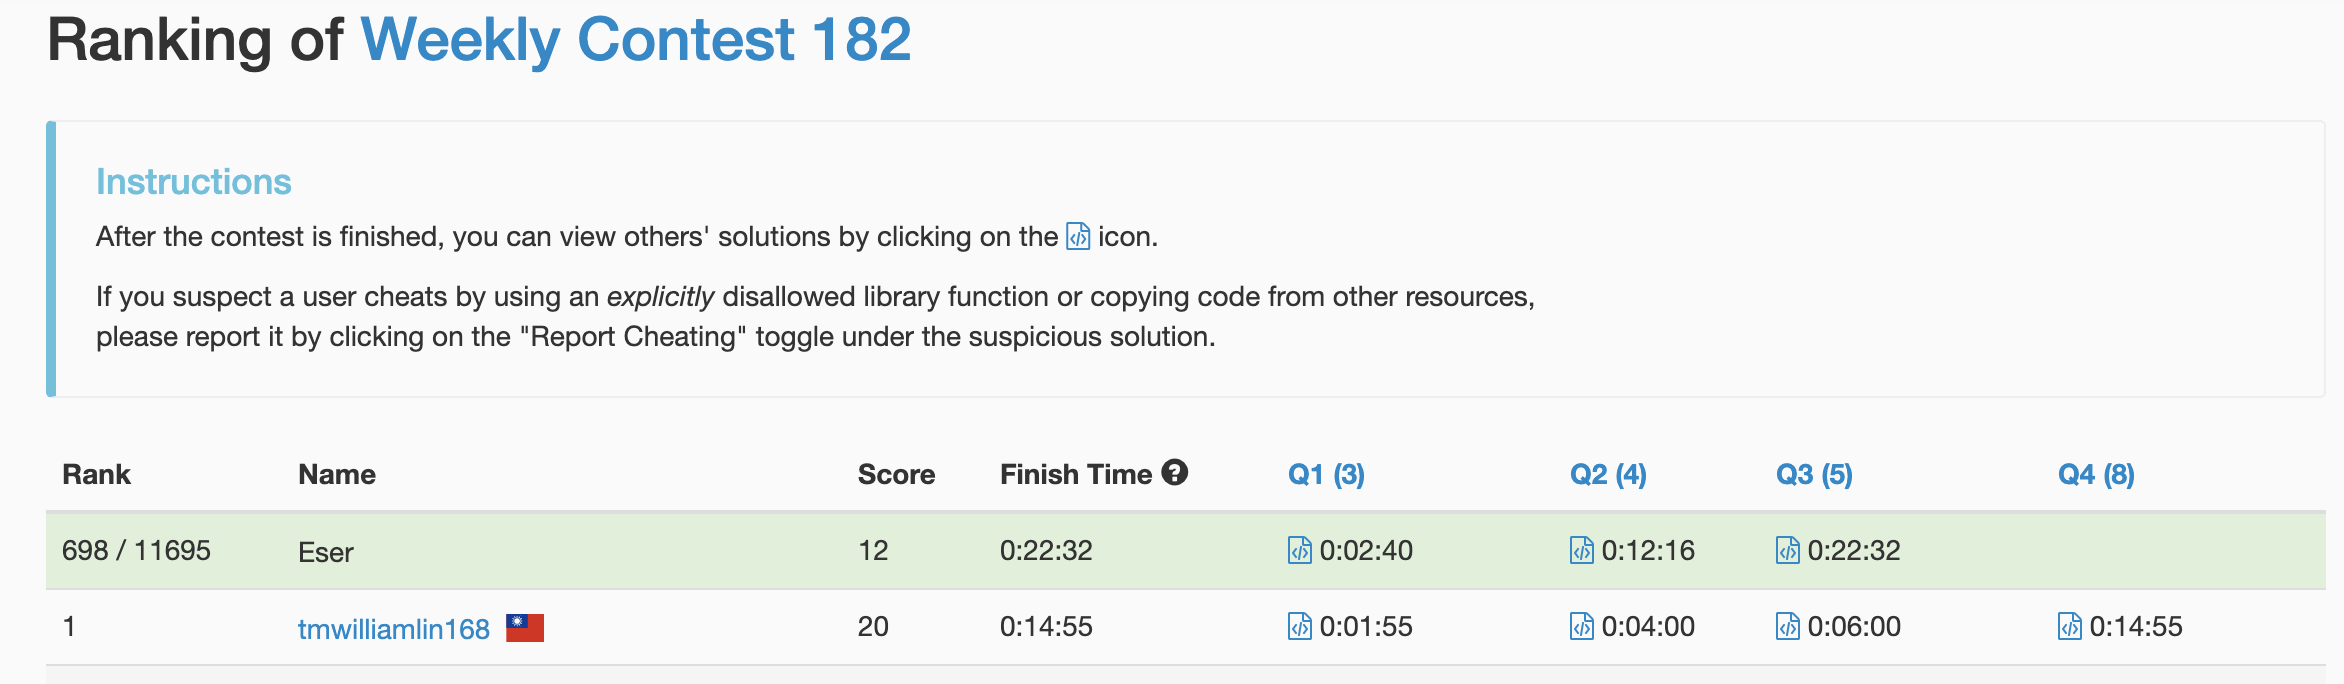 Ranking of Weekly Contest 182
Instructions
After the contest is finished, you can view others' solutions by clicking on the </> icon.
If you suspect a user cheats by using an explicitly disallowed library function or copying code from other resources,
please report it by clicking on the "Report Cheating" toggle under the suspicious solution.
Rank Name Score Finish Time ? Q1 (3) Q2 (4) Q3 (5) Q4 (8)
698 / 11695 Eser 12 0:22:32 </> 0:02:40 </> 0:12:16 </> 0:22:32
1 tmwilliamlin168 20 0:14:55 </> 0:01:55 </> 0:04:00 </> 0:06:00 </> 0:14:55